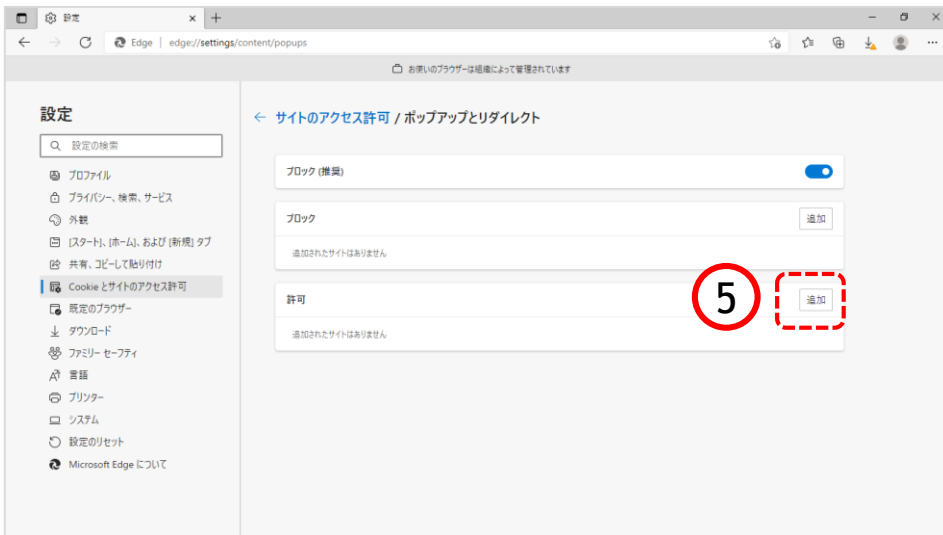 設定
Edge | edge://settings/content/popups
お使いのブラウザーは組織によって管理されています
設定
設定の検索
プロファイル
プライバシー、検索、サービス
外観
[スタート]、[ホーム]、および [新規] タブ
共有、コピーして貼り付け
Cookie とサイトのアクセス許可
既定のブラウザー
ダウンロード
ファミリー セーフティ
言語
プリンター
システム
設定のリセット
Microsoft Edge について
サイトのアクセス許可 / ポップアップとリダイレクト
ブロック (推奨)
ブロック 追加
追加されたサイトはありません
許可 5 追加
追加されたサイトはありません